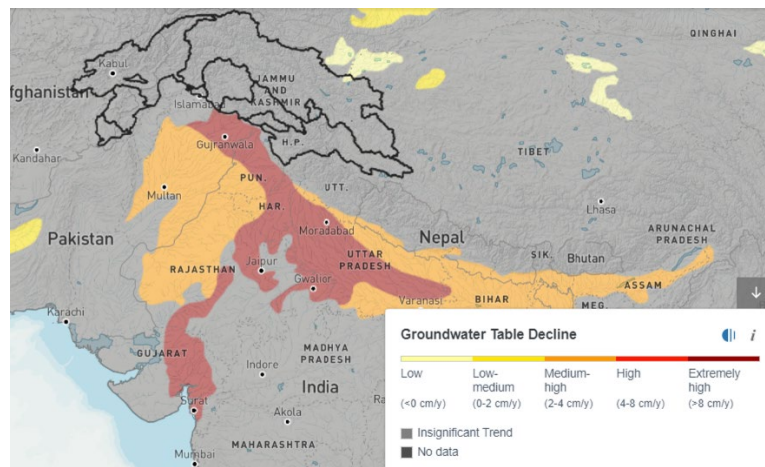 QINGHAI
Kabul
fghanistan
JAMMU
AND
KASHMIR
Islamabad
Gujranwala
H.P.
Kandahar
TIBET
PUN.
UTT.
Multan
Lhasa
HAR.
ARUNACHAL
PRADESH
Moradabad
Pakistan
Nepal
SIK.
Bhutan
UTTAR
PRADESH
Jaipur
RAJASTHAN
Gwalior
ASSAM
Varanasi
BIHAR
MEG.
Karachi
GUJARAT
MADHYA
PRADESH
Indore
India
Ra
Surat
Akola
MAHARASHTRA
Mumbai
Groundwater Table Decline
i
Low
Low-
medium
Medium-
high
High
Extremely
high
(<0 cm/y)
(0-2 cm/y)
(2-4 cm/y)
(4-8 cm/y)
(>8 cm/y)
Insignificant Trend
No data